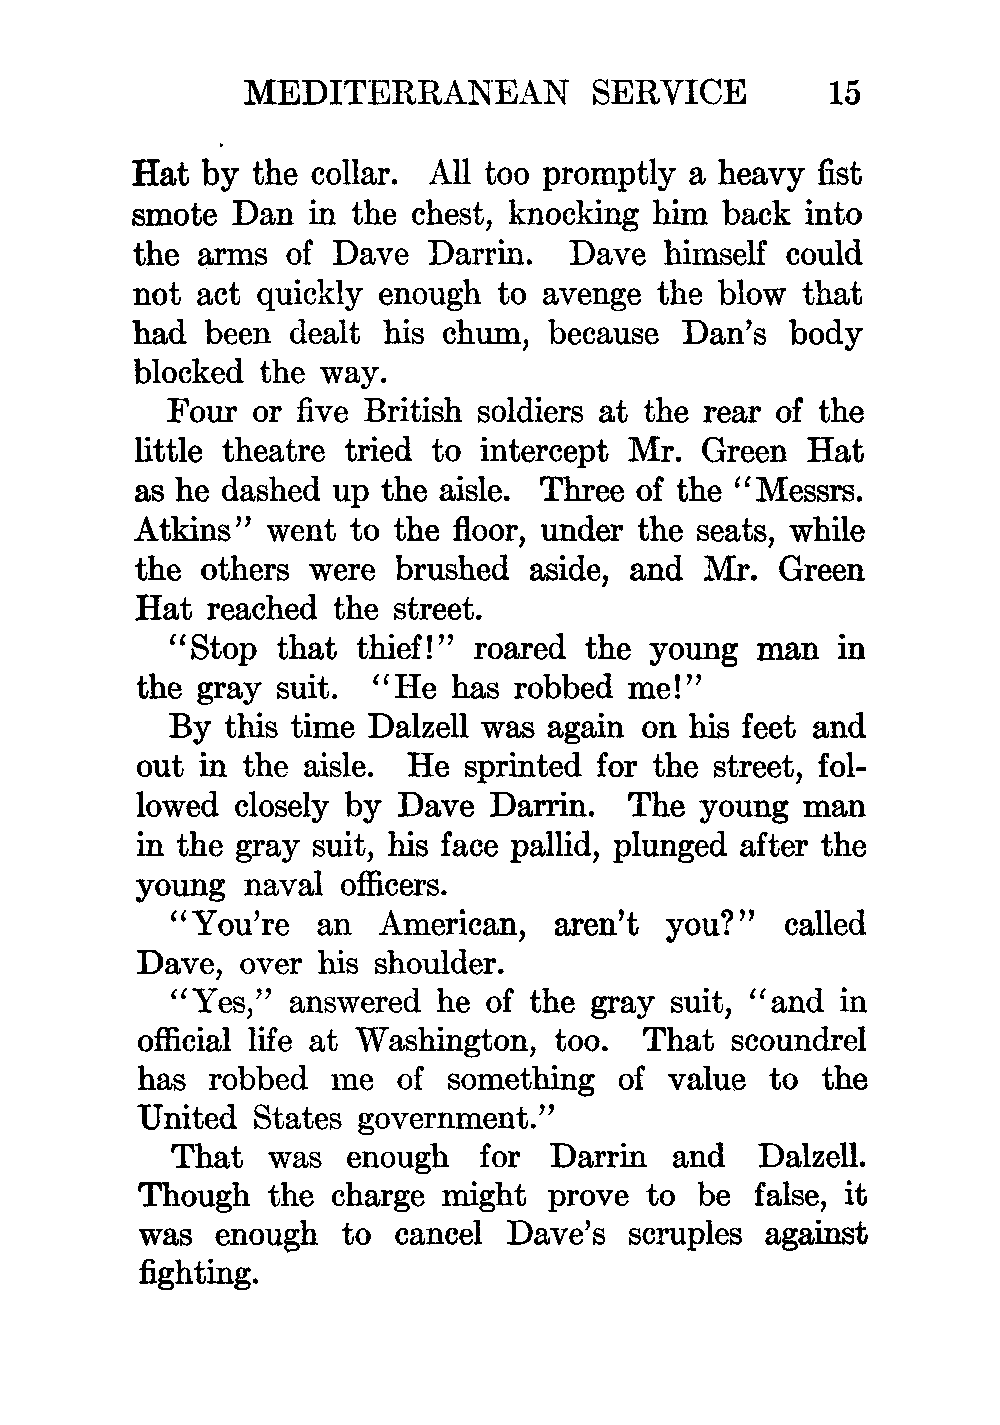 MEDITERRANEAN SERVICE 15
Hat by the collar. All too promptly a heavy fist
smote Dan in the chest, knocking him back into
the arms of Dave Darrin. Dave himself could
not act quickly enough to avenge the blow that
had been dealt his chum, because Dan's body
blocked the way.
Four or five British soldiers at the rear of the
little theatre tried to intercept Mr. Green Hat
as he dashed up the aisle. Three of the “Messrs.
Atkins” went to the floor, under the seats, while
the others were brushed aside, and Mr. Green
Hat reached the street.
“Stop that thief!” roared the young man in
the gray suit. “He has robbed me!”
By this time Dalzell was again on his feet and
out in the aisle. He sprinted for the street, fol-
lowed closely by Dave Darrin. The young man
in the gray suit, his face pallid, plunged after the
young naval officers.
“You're an American, aren't you?” called
Dave, over his shoulder.
“Yes,” answered he of the gray suit, “and in
official life at Washington, too. That scoundrel
has robbed me of something of value to the
United States government.”
That was enough for Darrin and Dalzell.
Though the charge might prove to be false, it
was enough to cancel Dave's scruples against
fighting.